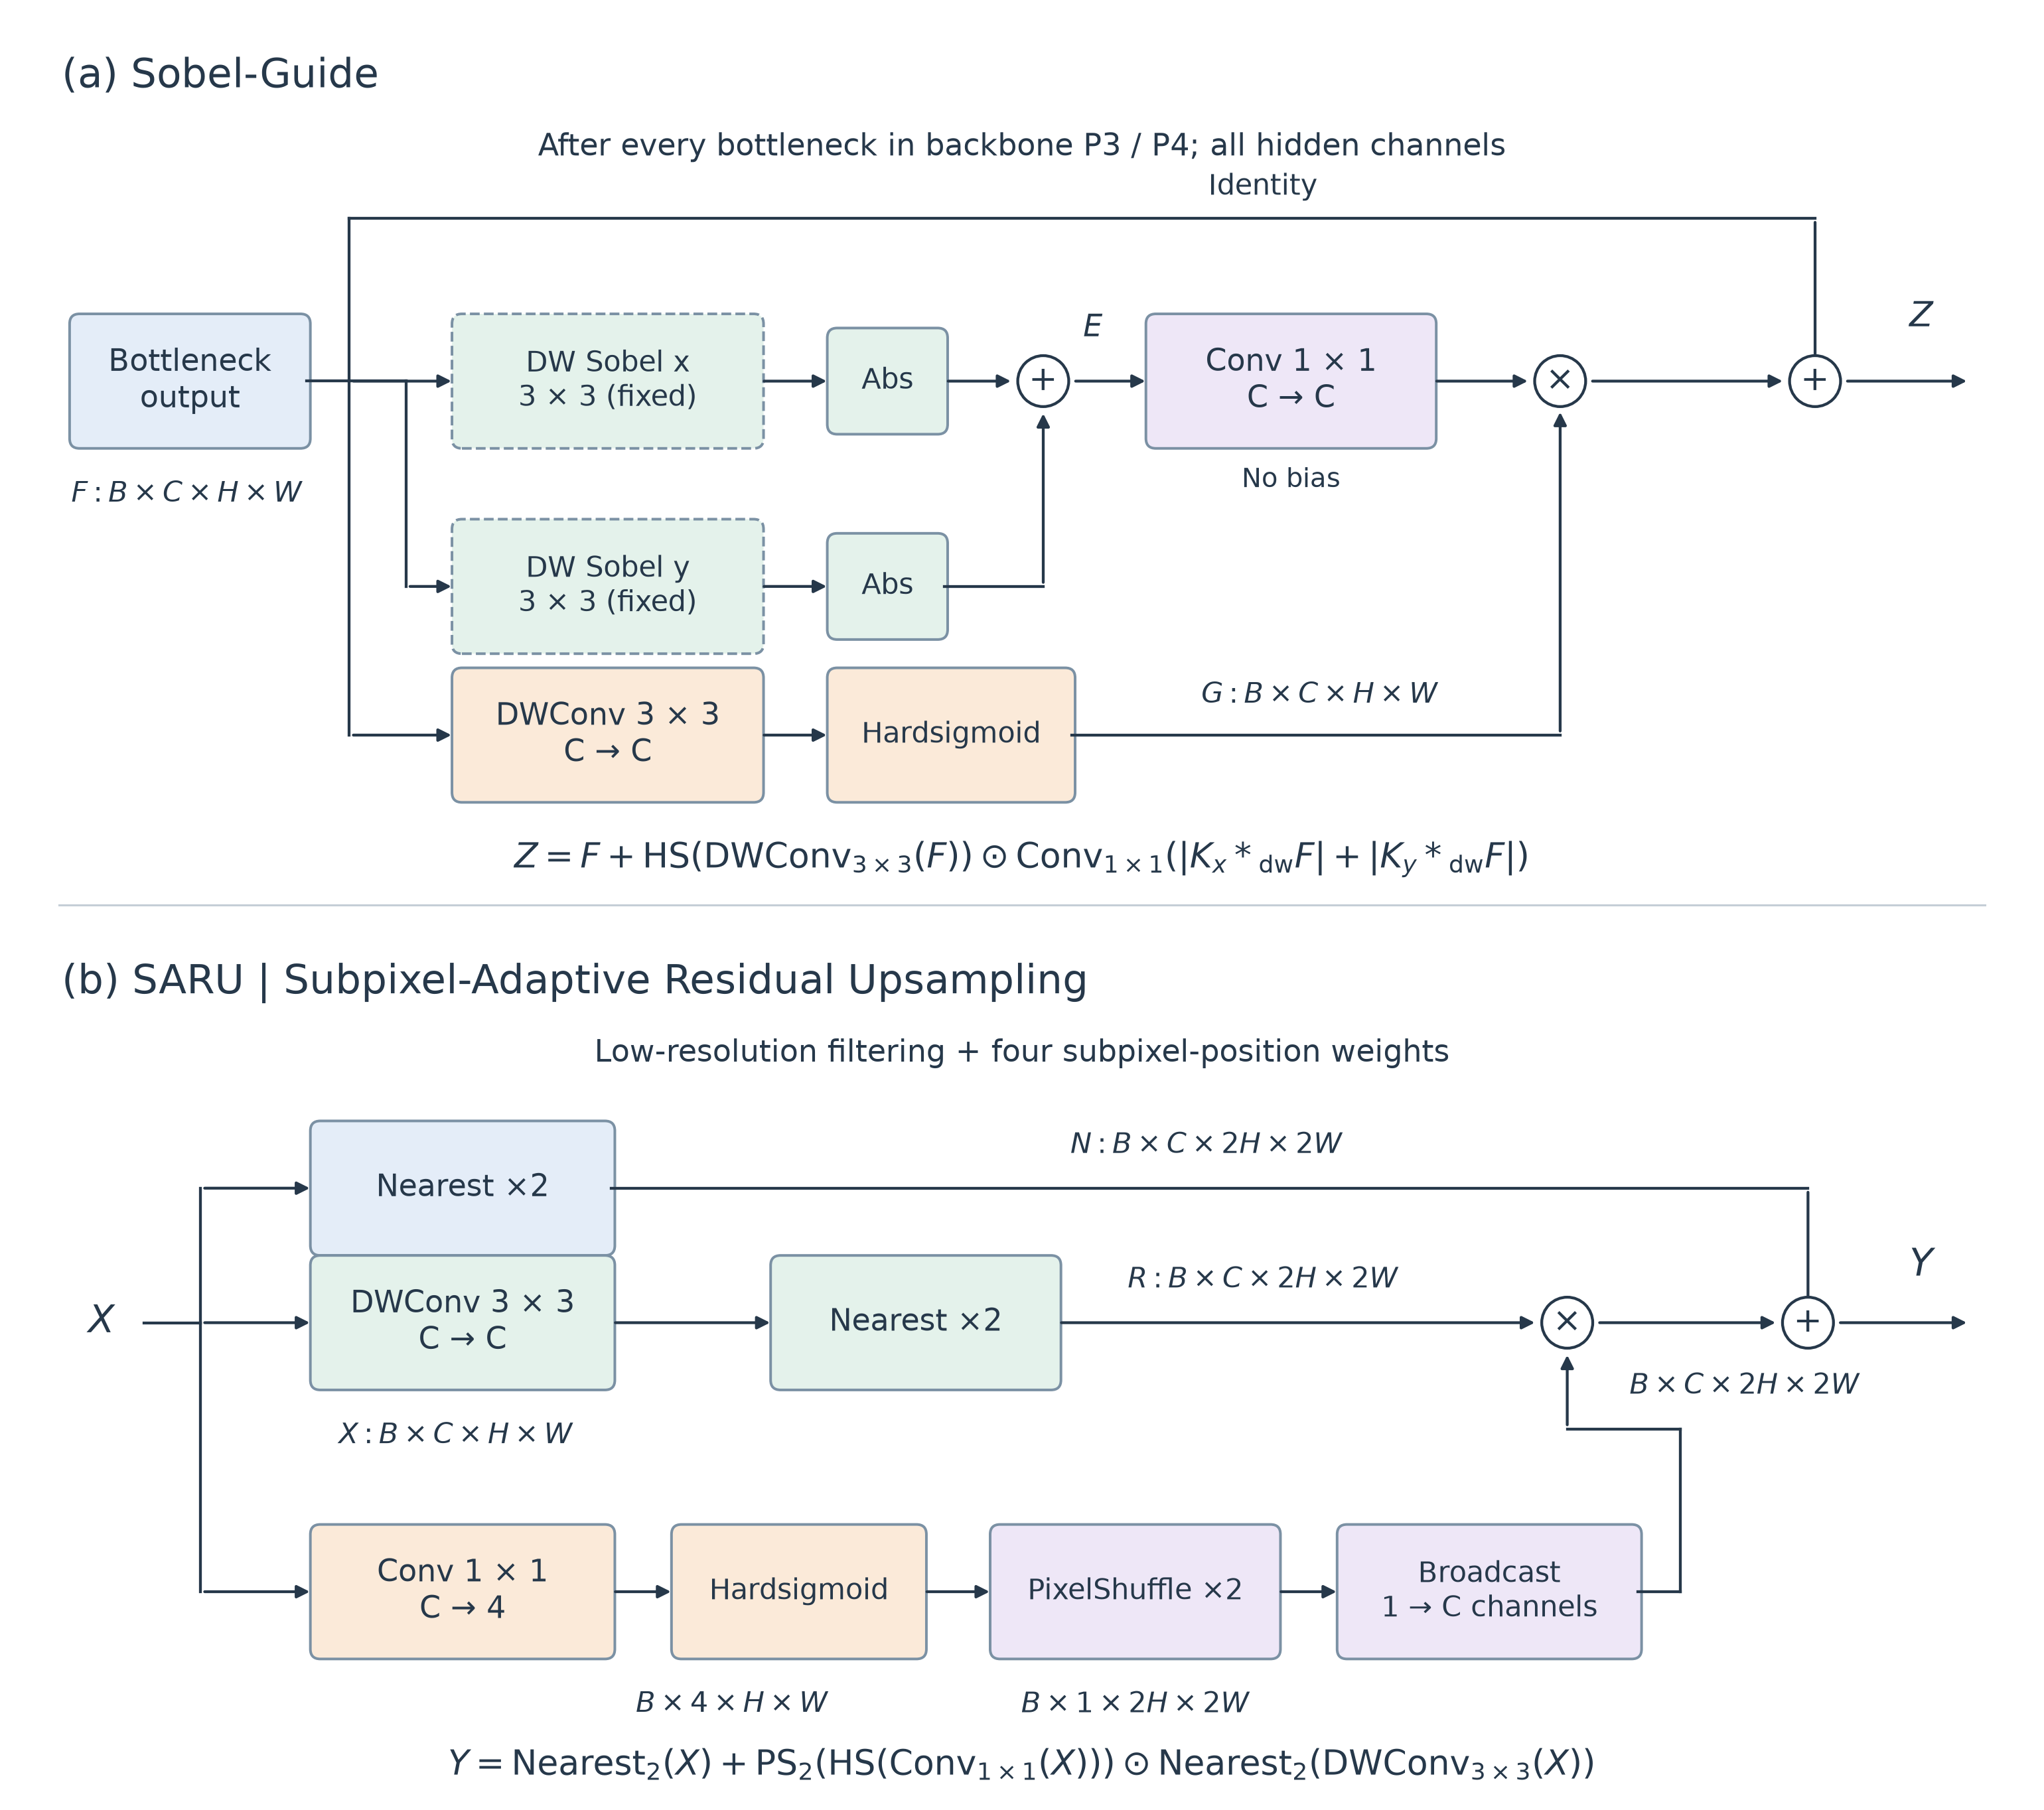 (a) Sobel-Guide
After every bottleneck in backbone P3 / P4; all hidden channels
Identity
Bottleneck
output
F : B × C × H × W
DW Sobel x
3 × 3 (fixed)
Abs
+
E
Conv 1 × 1
C → C
No bias
×
+
Z
DW Sobel y
3 × 3 (fixed)
Abs
DWConv 3 × 3
C → C
Hardsigmoid
G : B × C × H × W
Z = F + HS(DWConv₃ × ₃(F)) ⊙ Conv₁ × ₁(|Kₓ * dw F| + |K_y * dw F|)
(b) SARU | Subpixel-Adaptive Residual Upsampling
Low-resolution filtering + four subpixel-position weights
Nearest ×2
N : B × C × 2H × 2W
X
DWConv 3 × 3
C → C
X : B × C × H × W
Nearest ×2
R : B × C × 2H × 2W
×
+
Y
B × C × 2H × 2W
Conv 1 × 1
C → 4
Hardsigmoid
PixelShuffle ×2
Broadcast
1 → C channels
B × 4 × H × W
B × 1 × 2H × 2W
Y = Nearest₂(X) + PS₂(HS(Conv₁ × ₁(X))) ⊙ Nearest₂(DWConv₃ × ₃(X))